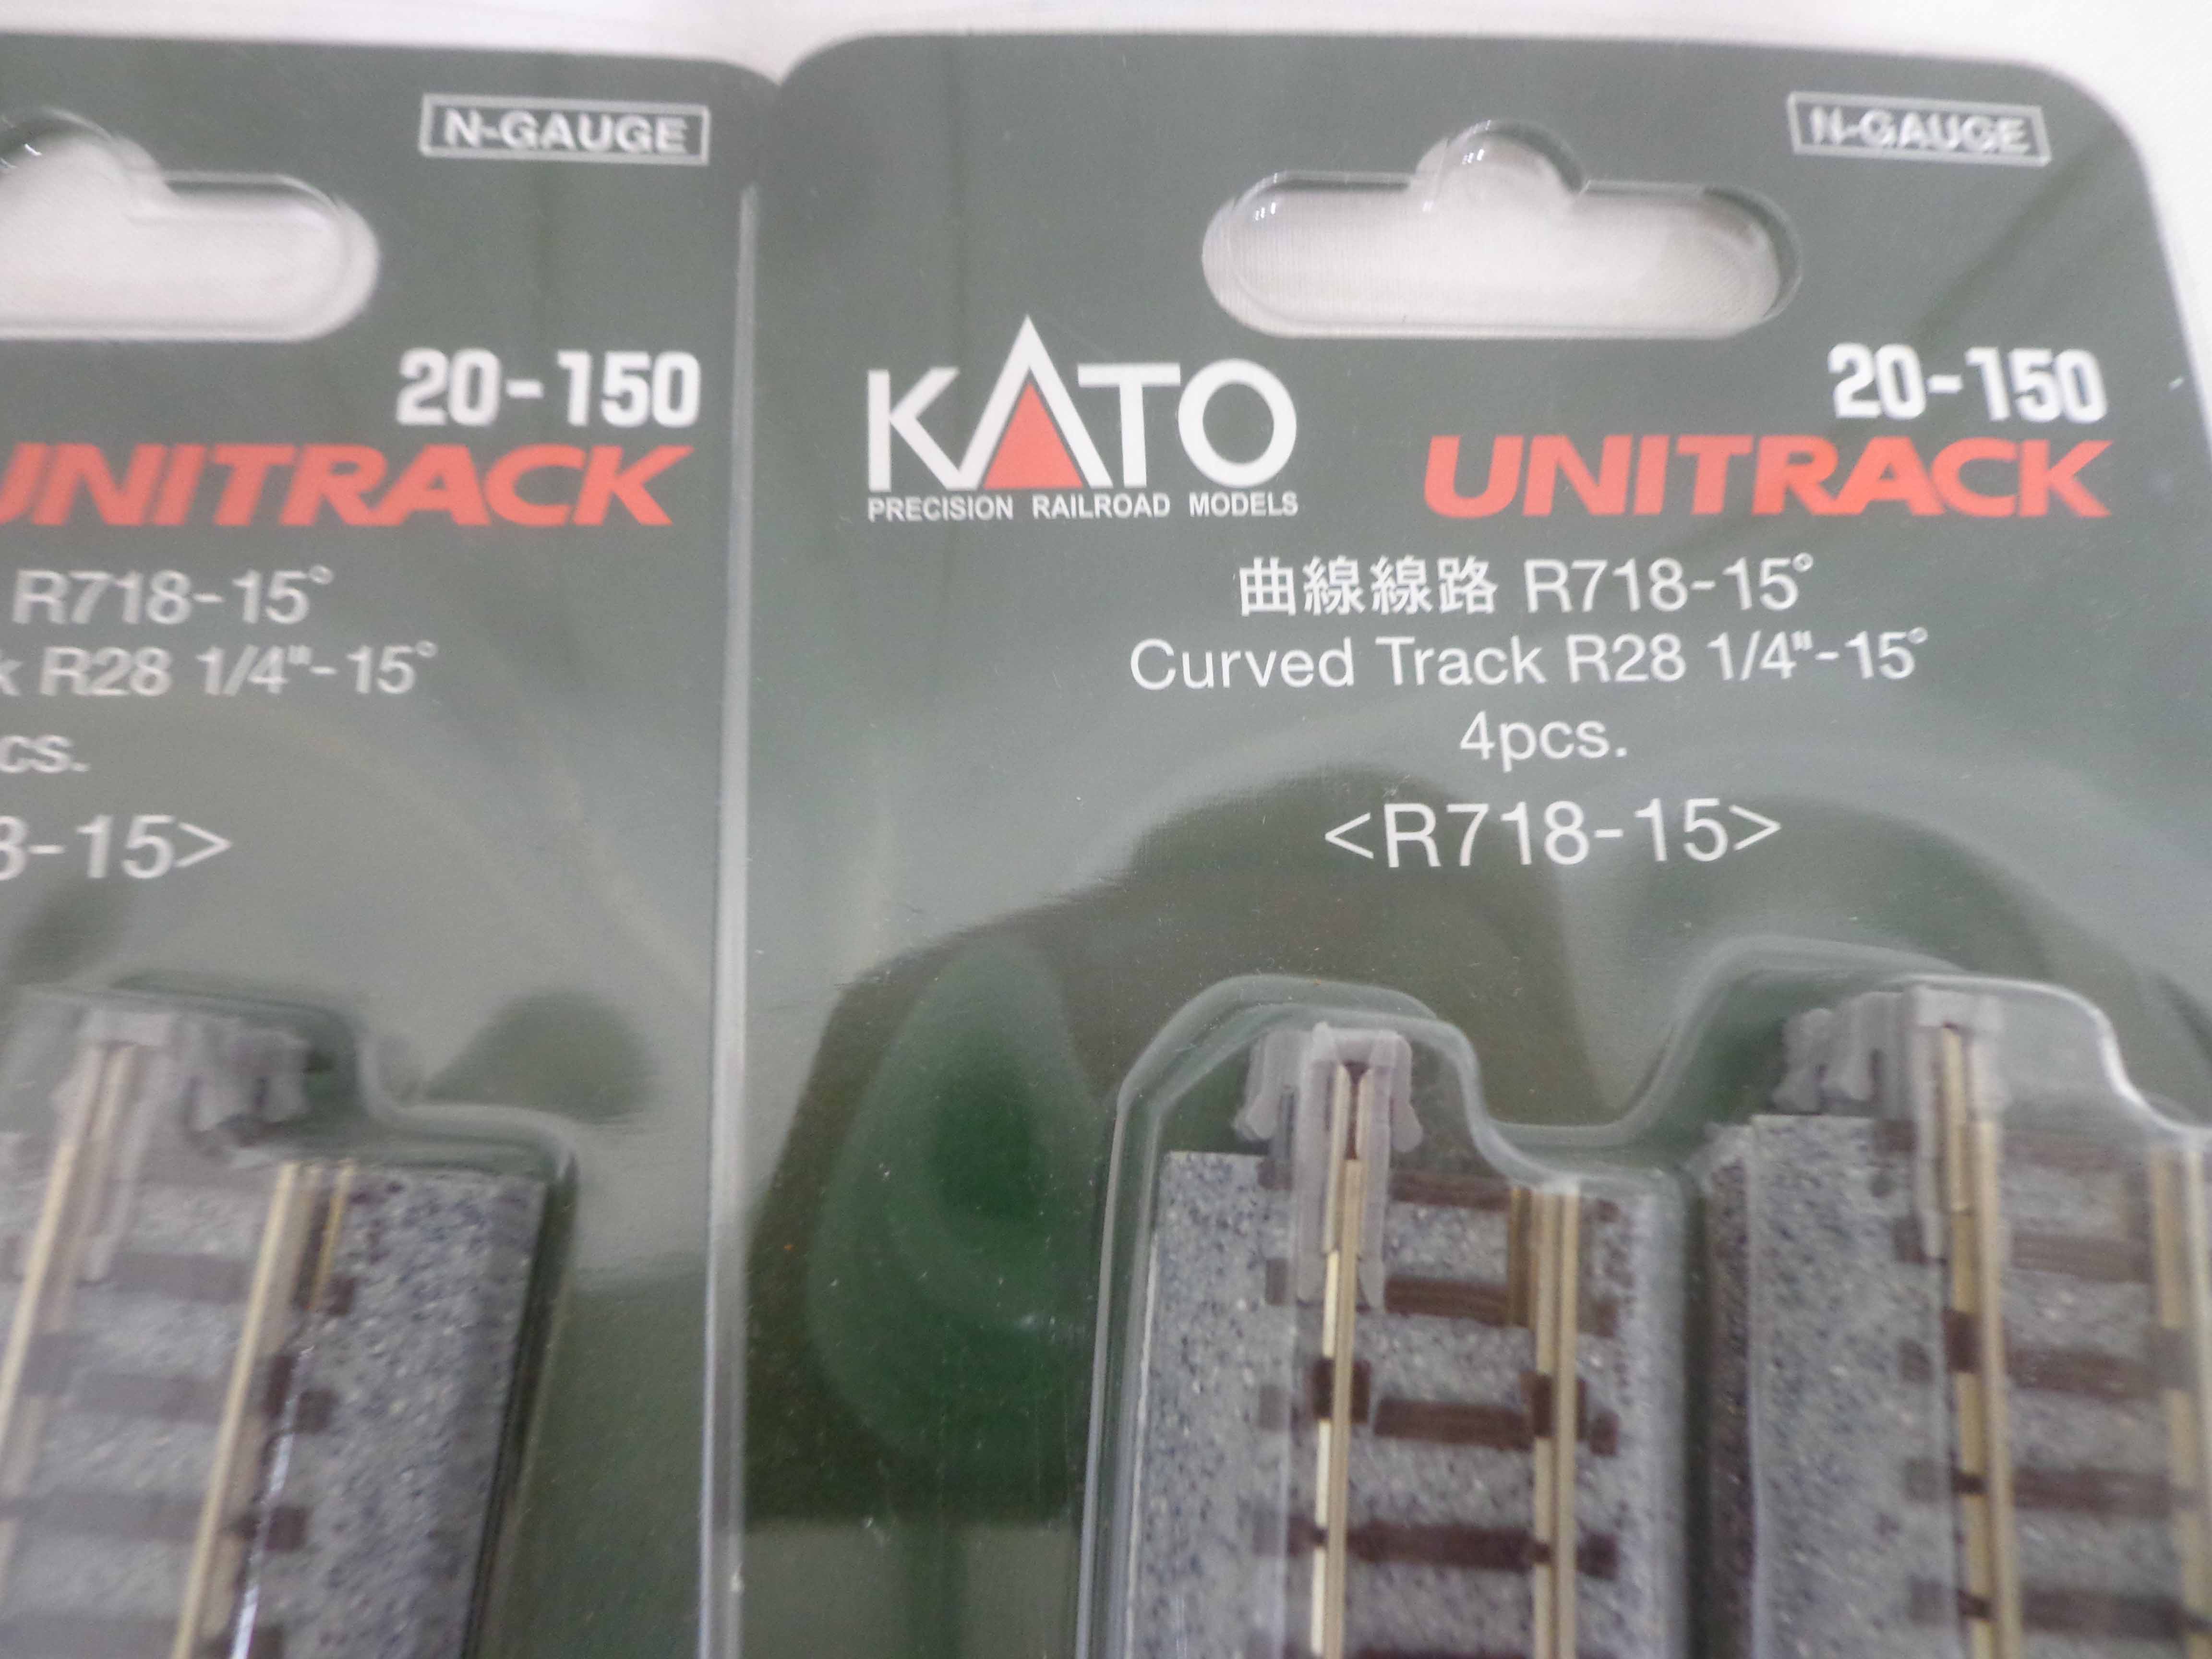 N-GAUGE
20-150
UNITRACK
R718-15°
k R28 1/4"-15°
cs.
8-15>
N-GAUGE
20-150
KATO
PRECISION RAILROAD MODELS
UNITRACK
曲線線路 R718-15°
Curved Track R28 1/4"-15°
4pcs.
<R718-15>